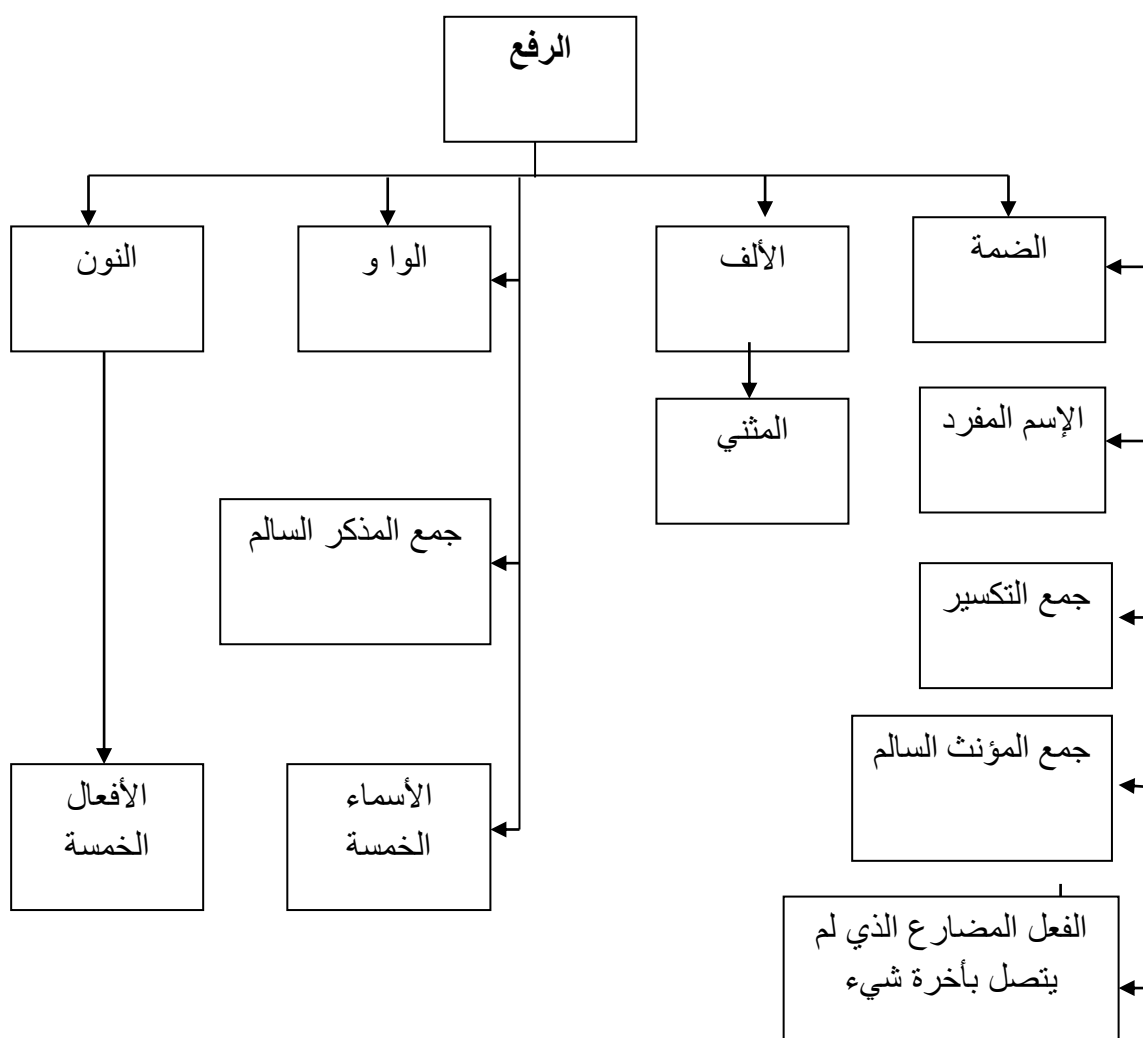 الرفع
الضمة
الألف
الوا و
النون
الإسم المفرد
المثني
جمع التكسير
جمع المذكر السالم
جمع المؤنث السالم
الأسماء
الخمسة
الأفعال
الخمسة
الفعل المضارع الذي لم
يتصل بأخرة شيء